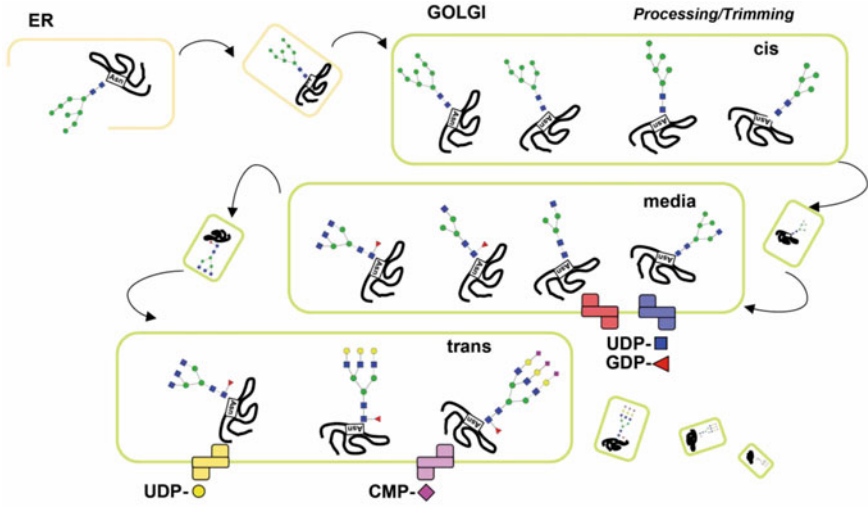 ER
GOLGI
Processing/Trimming
cis
Asn
Asn
Asn
Asn
Asn
Asn
media
Asn
Asn
Asn
Asn
UDP-
GDP-
trans
Asn
Asn
Asn
UDP-
CMP-